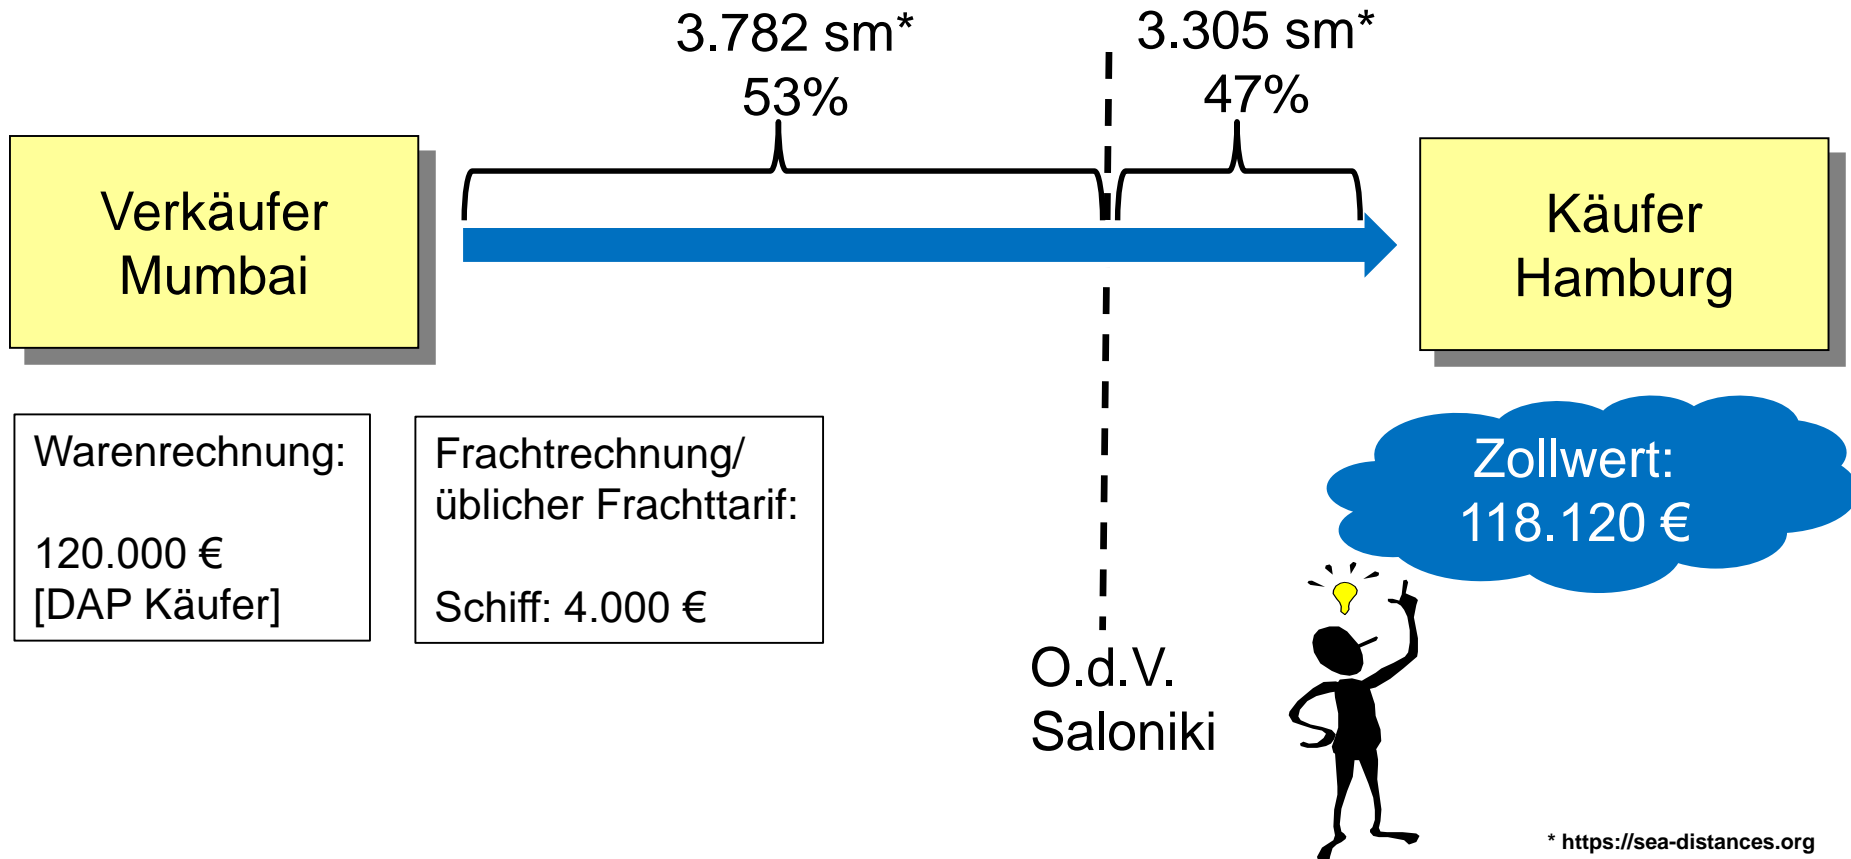 3.782 sm*
53%
3.305 sm*
47%
Verkäufer
Mumbai
Käufer
Hamburg
Warenrechnung:
120.000 €
[DAP Käufer]
Frachtrechnung/
üblicher Frachttarif:
Schiff: 4.000 €
Zollwert:
118.120 €
O.d.V.
Saloniki
* https://sea-distances.org